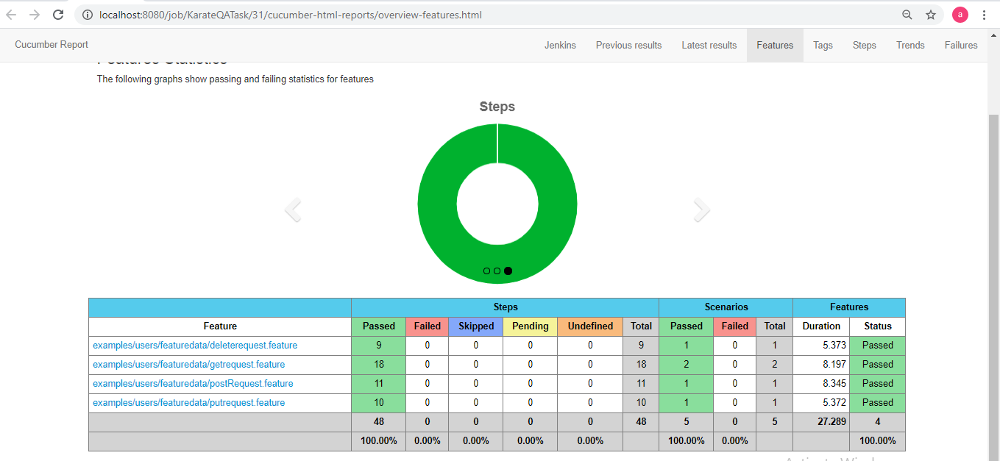 localhost:8080/job/KarateQATask/31/cucumber-html-reports/overview-features.html
a
Cucumber Report Jenkins Previous results Latest results Features Tags Steps Trends Failures
Features Statistics
The following graphs show passing and failing statistics for features
Steps
Steps Scenarios Features
Feature Passed Failed Skipped Pending Undefined Total Passed Failed Total Duration Status
examples/users/featuredata/deleterequest.feature 9 0 0 0 0 9 1 0 1 5.373 Passed
examples/users/featuredata/getrequest.feature 18 0 0 0 0 18 2 0 2 8.197 Passed
examples/users/featuredata/postRequest.feature 11 0 0 0 0 11 1 0 1 8.345 Passed
examples/users/featuredata/putrequest.feature 10 0 0 0 0 10 1 0 1 5.372 Passed
48 0 0 0 0 48 5 0 5 27.289 4
100.00% 0.00% 0.00% 0.00% 0.00% 100.00% 0.00% 100.00%